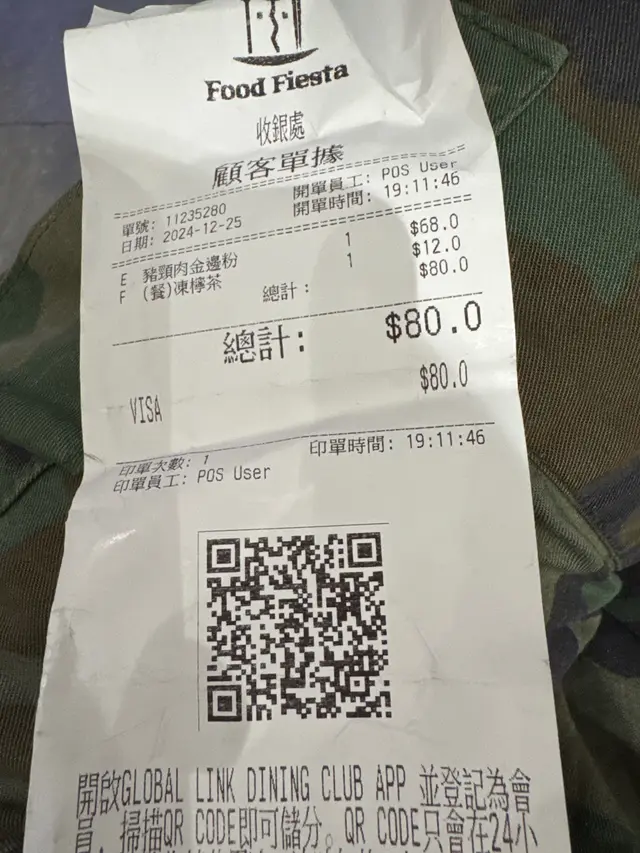 Food Fiesta
收銀處
顧客單據
單號: 11235280 開單員工: POS User
日期: 2024-12-25 開單時間: 19:11:46
E 豬頸肉金邊粉 1 $68.0
F (餐)凍檸茶 1 $12.0
總計: $80.0
總計: $80.0
VISA $80.0
印單次數: 1 印單時間: 19:11:46
印單員工: POS User
開啟GLOBAL LINK DINING CLUB APP 並登記為會
員, 掃描QR CODE即可儲分。QR CODE只會在24小